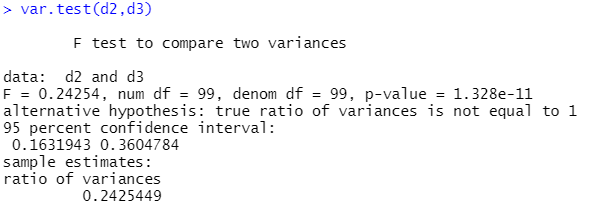 > var.test(d2,d3)
F test to compare two variances
data:  d2 and d3
F = 0.24254, num df = 99, denom df = 99, p-value = 1.328e-11
alternative hypothesis: true ratio of variances is not equal to 1
95 percent confidence interval:
0.1631943 0.3604784
sample estimates:
ratio of variances
0.2425449